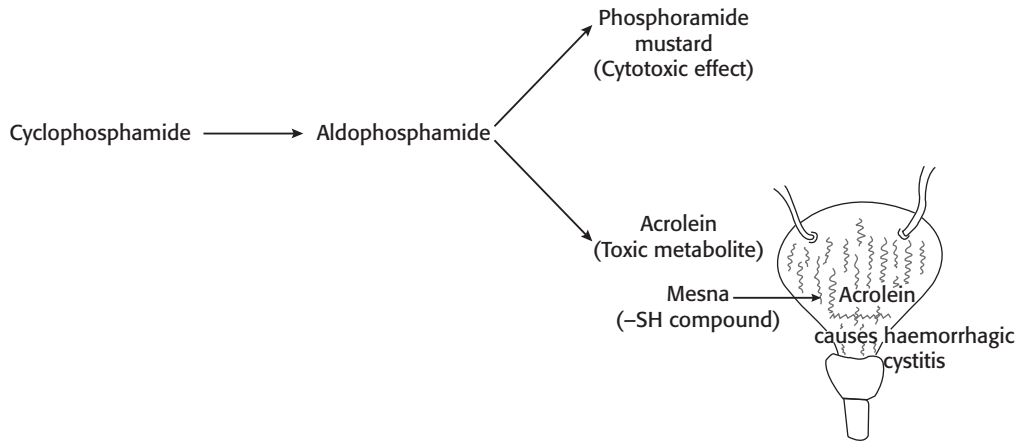 Phosphoramide
mustard
(Cytotoxic effect)
Cyclophosphamide
Aldophosphamide
Acrolein
(Toxic metabolite)
Mesna
(–SH compound)
Acrolein
causes haemorrhagic
cystitis